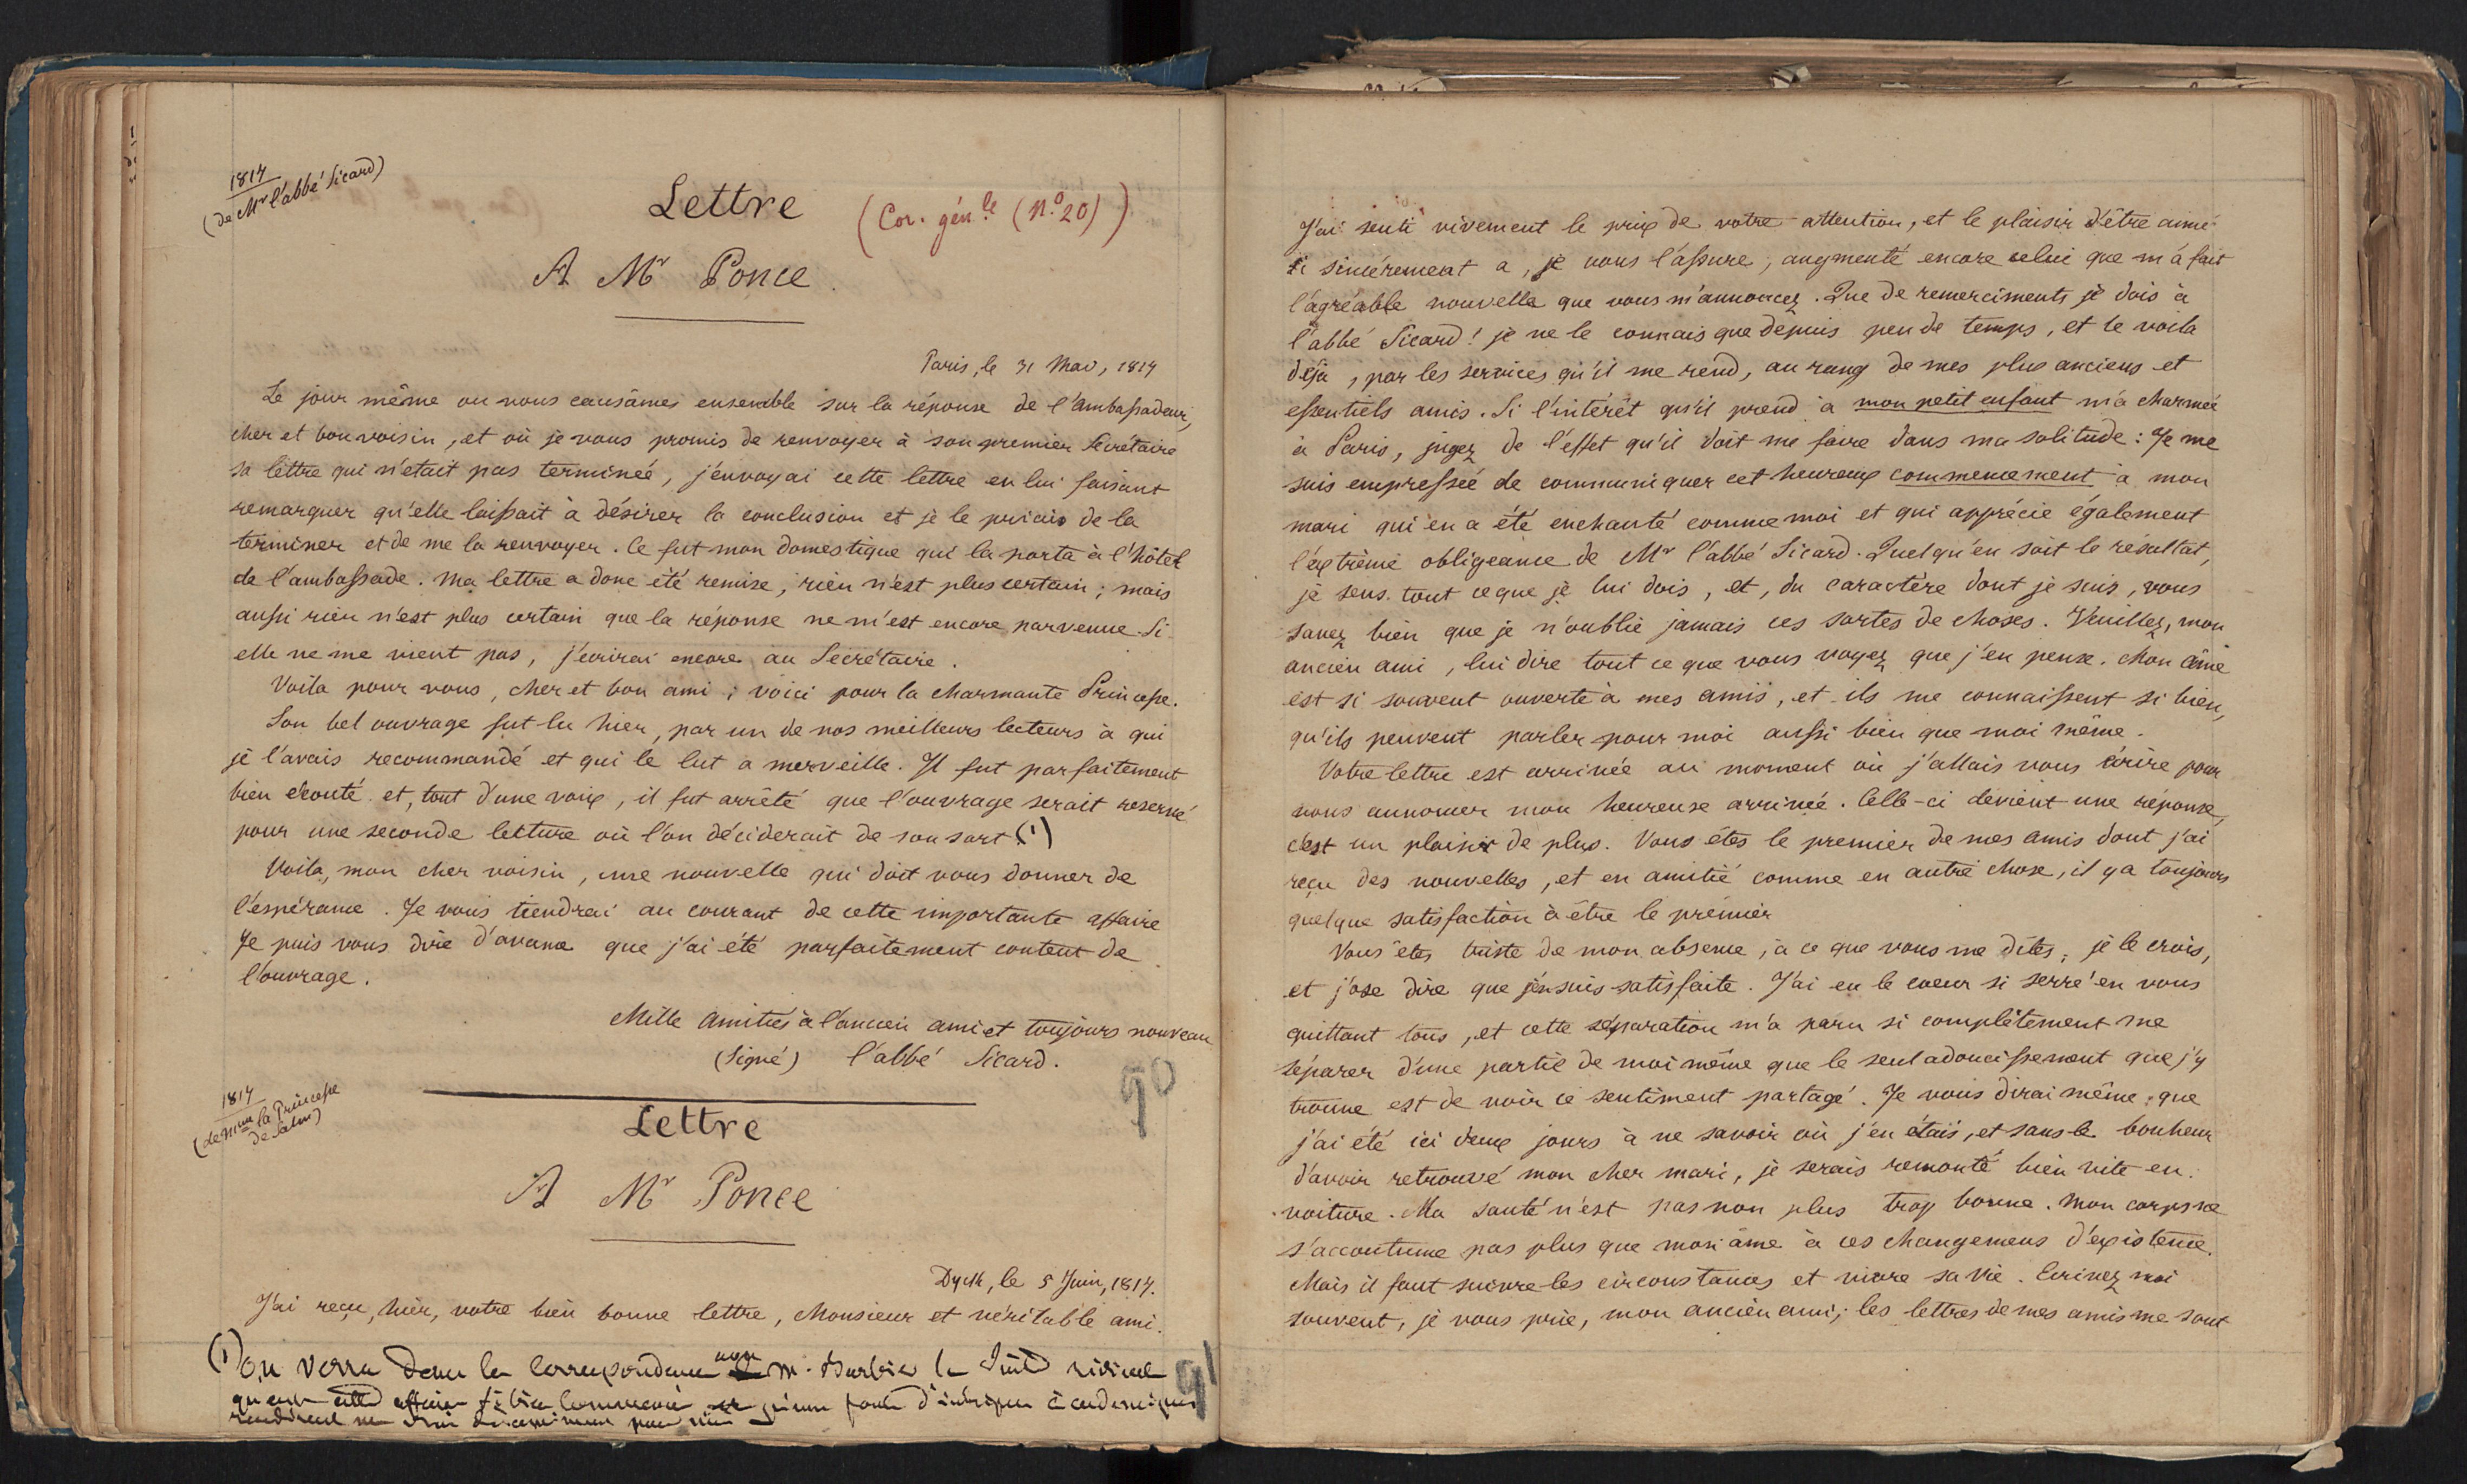 1817
(de Mr l'abbé Sicard)
Lettre
(Cor. génle (N.o 20))
A Mr Ponce.
Paris, le 31 Mai, 1817
Le jour même ou nous causâmes ensemble sur la réponse de l'ambassadeur,
cher et bon voisin, et où je vous promis de renvoyer à son premier Secrétaire
sa lettre qui n'était pas terminée, j'envoyai cette lettre en lui faisant
remarquer qu'elle laissait à désirer la conclusion et je le priais de la
terminer et de me la renvoyer. Ce fut mon domestique qui la porta à l'hôtel
de l'ambassade. Ma lettre a donc été remise, rien n'est plus certain; mais
aussi rien n'est plus certain que la réponse ne m'est encore parvenue. Si
elle ne me vient pas, j'écrirai encore au Secrétaire.
Voila pour vous, cher et bon ami; voici pour la charmante Princesse.
Son bel ouvrage fut lu hier, par un de nos meilleurs lecteurs à qui
je l'avais recommandé et qui le lut a merveille. Il fut parfaitement
bien écouté et, tout d'une voix, il fut arrêté que l'ouvrage serait reservé
pour une seconde lecture où l'on déciderait de son sort (1)
Voila, mon cher voisin, une nouvelle qui doit vous donner de
l'espérance. Je vous tiendrai au courant de cette importante affaire
Je puis vous dire d'avance que j'ai été parfaitement content de
l'ouvrage.
Mille amitiés à l'ancien ami et toujours nouveau
(Signé) l'abbé Sicard.
90
1817
(de Mme la Princesse
de Salm)
Lettre
A Mr Ponce
Dyck, le 5 Juin, 1817.
J'ai reçu, hier, votre bien bonne lettre, Monsieur et véritable ami.
(1) On verra dans la correspondance avec M. Barbier la suite
qu'eut cette affaire si bien commencée qu'une foule d'intrigues académiques
91
J'ai senti vivement le prix de votre attention, et le plaisir d'être aimé
si sincérement a, je vous l'assure, augmenté encore celui que m'a fait
l'agréable nouvelle que vous m'annoncez. Que de remerciments je dois à
l'abbé Sicard! je ne le connais que depuis peu de temps, et le voila
déja, par les services qu'il me rend, au rang de mes plus anciens et
essentiels amis. Si l'intérêt qu'il prend à mon petit enfant m'a charmée
à Paris, jugez de l'effet qu'il doit me faire dans ma solitude: Je me
suis empressée de communiquer cet heureux commencement à mon
mari qui en a été enchanté comme moi et qui apprécie également
l'extrême obligeance de Mr l'abbé Sicard. Quelqu'en soit le résultat,
je sens tout ce que je lui dois, et, du caractère dont je suis, vous
savez bien que je n'oublie jamais ces sortes de choses. Veuillez, mon
ancien ami, lui dire tout ce que vous voyez que j'en pense. Mon âme
est si souvent ouverte à mes amis, et ils me connaissent si bien,
qu'ils peuvent parler pour moi aussi bien que moi même.
Votre lettre est arrivée au moment où j'allais vous écrire pour
vous annoncer mon heureuse arrivée. Celle-ci devient une réponse,
c'est un plaisir de plus. Vous êtes le premier de mes amis dont j'ai
reçu des nouvelles, et en amitié comme en autre chose, il y a toujours
quelque satisfaction à être le premier
Vous êtes triste de mon absence, à ce que vous me dites, je le crois,
et j'ose dire que j'en suis satisfaite. J'ai eu le coeur si serré en vous
quittant tous, et cette séparation m'a paru si complètement me
séparer d'une partie de moi même que le seul adoucissement que j'y
trouve est de voir ce sentiment partagé. Je vous dirai même que
j'ai été ici deux jours à ne savoir où j'en étais, et sans le bonheur
d'avoir retrouvé mon cher mari, je serais remonté bien vite en
voiture. Ma santé n'est pas non plus trop bonne. Mon corps ne
s'accoutume pas plus que mon âme à ces changemens d'existence.
Mais il faut suivre les circonstances et vivre sa vie. Ecrivez moi
souvent, je vous prie, mon ancien ami; les lettres de mes amis me sont